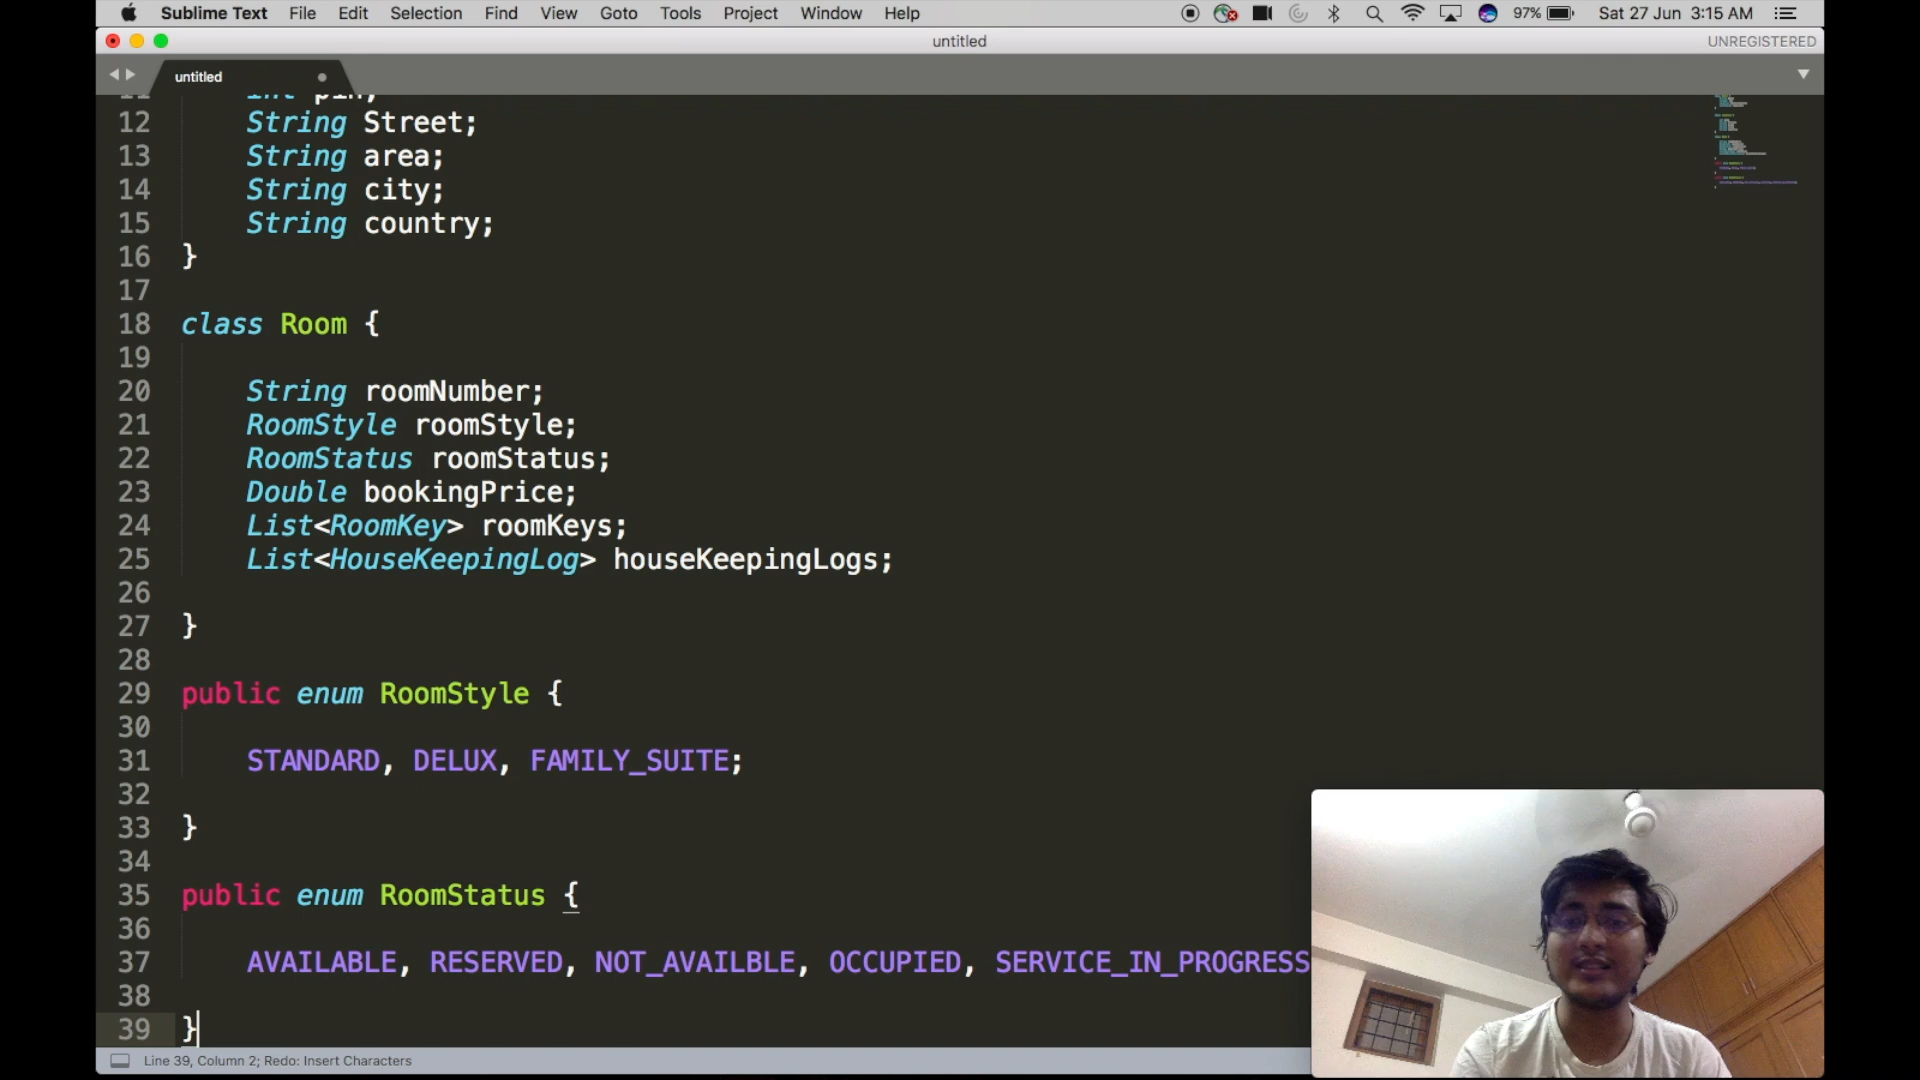 Sublime Text File Edit Selection Find View Goto Tools Project Window Help 97% Sat 27 Jun 3:15 AM
untitled UNREGISTERED
untitled
11 int pin;
12 String Street;
13 String area;
14 String city;
15 String country;
16 }
17
18 class Room {
19
20 String roomNumber;
21 RoomStyle roomStyle;
22 RoomStatus roomStatus;
23 Double bookingPrice;
24 List<RoomKey> roomKeys;
25 List<HouseKeepingLog> houseKeepingLogs;
26
27 }
28
29 public enum RoomStyle {
30
31 STANDARD, DELUX, FAMILY_SUITE;
32
33 }
34
35 public enum RoomStatus {
36
37 AVAILABLE, RESERVED, NOT_AVAILBLE, OCCUPIED, SERVICE_IN_PROGRESS
38
39 }
Line 39, Column 2; Redo: Insert Characters